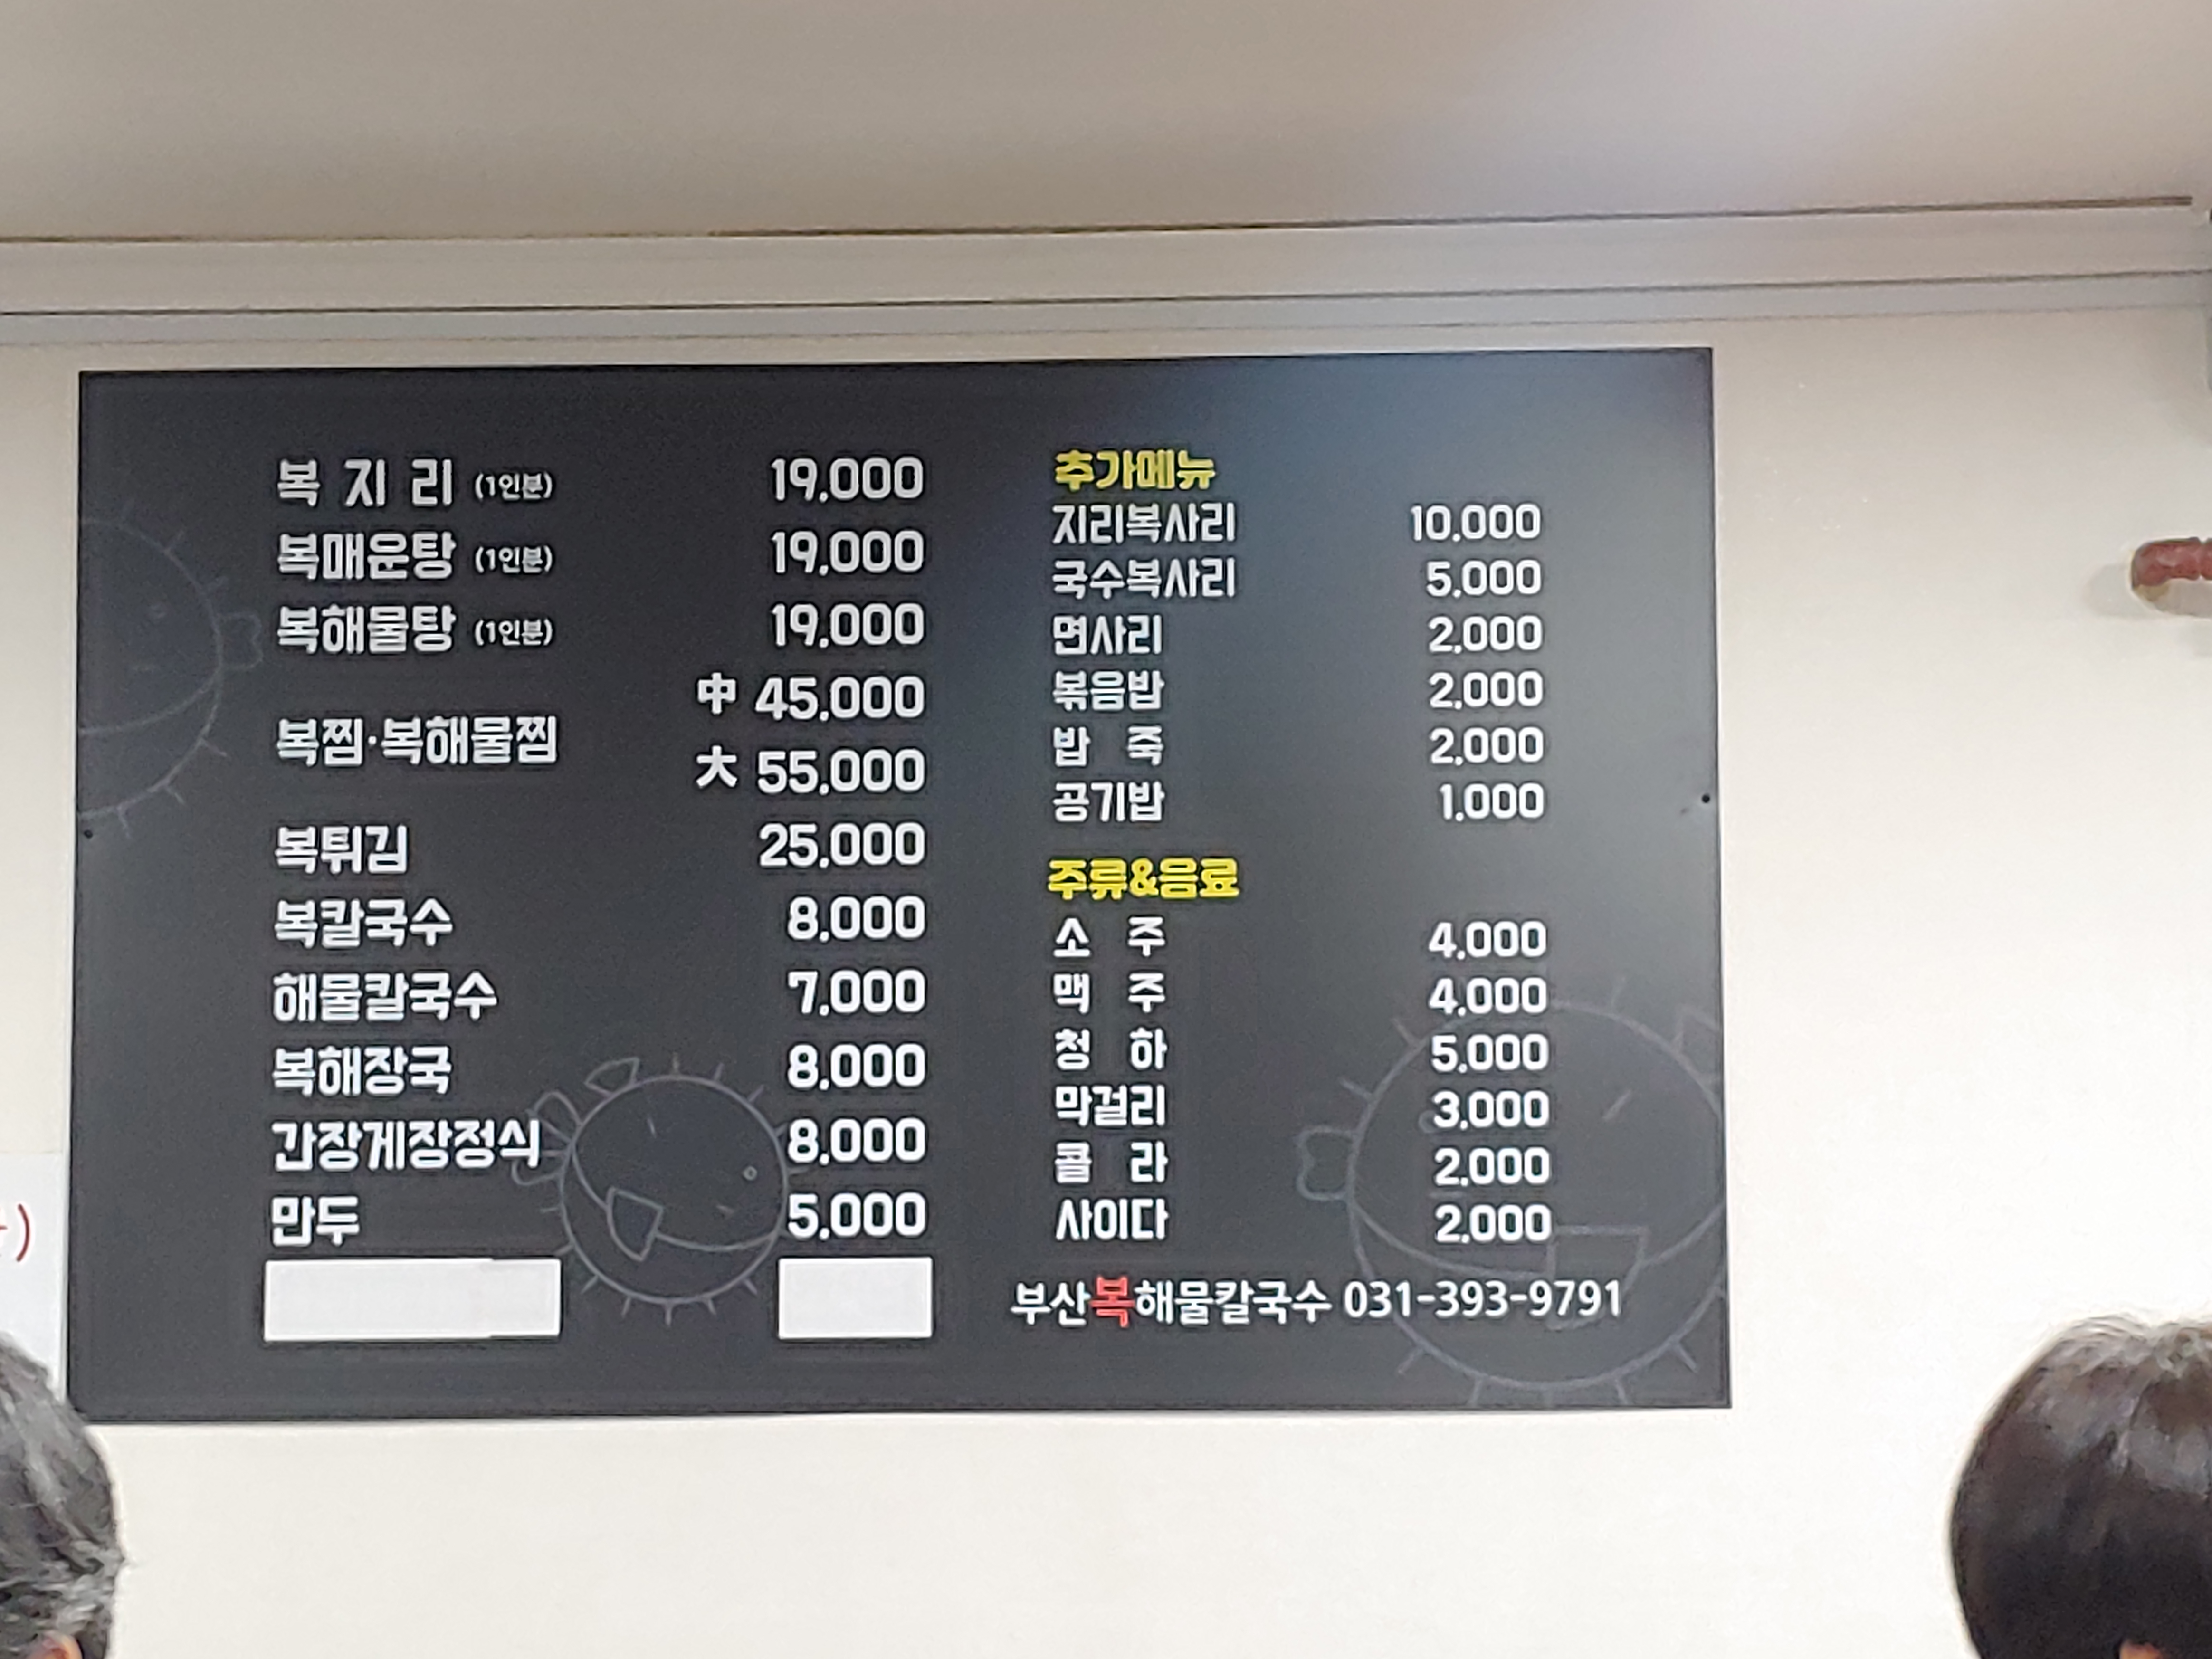 복 지 리 (1인분) 19,000
복매운탕 (1인분) 19,000
복해물탕 (1인분) 19,000
복찜·복해물찜 中 45,000
大 55,000
복튀김 25,000
복칼국수 8,000
해물칼국수 7,000
복해장국 8,000
간장게장정식 8,000
만두 5,000
추가메뉴
지리복사리 10,000
국수복사리 5,000
면사리 2,000
볶음밥 2,000
밥 죽 2,000
공기밥 1,000
주류&음료
소 주 4,000
맥 주 4,000
청 하 5,000
막걸리 3,000
콜 라 2,000
사이다 2,000
부산복해물칼국수 031-393-9791